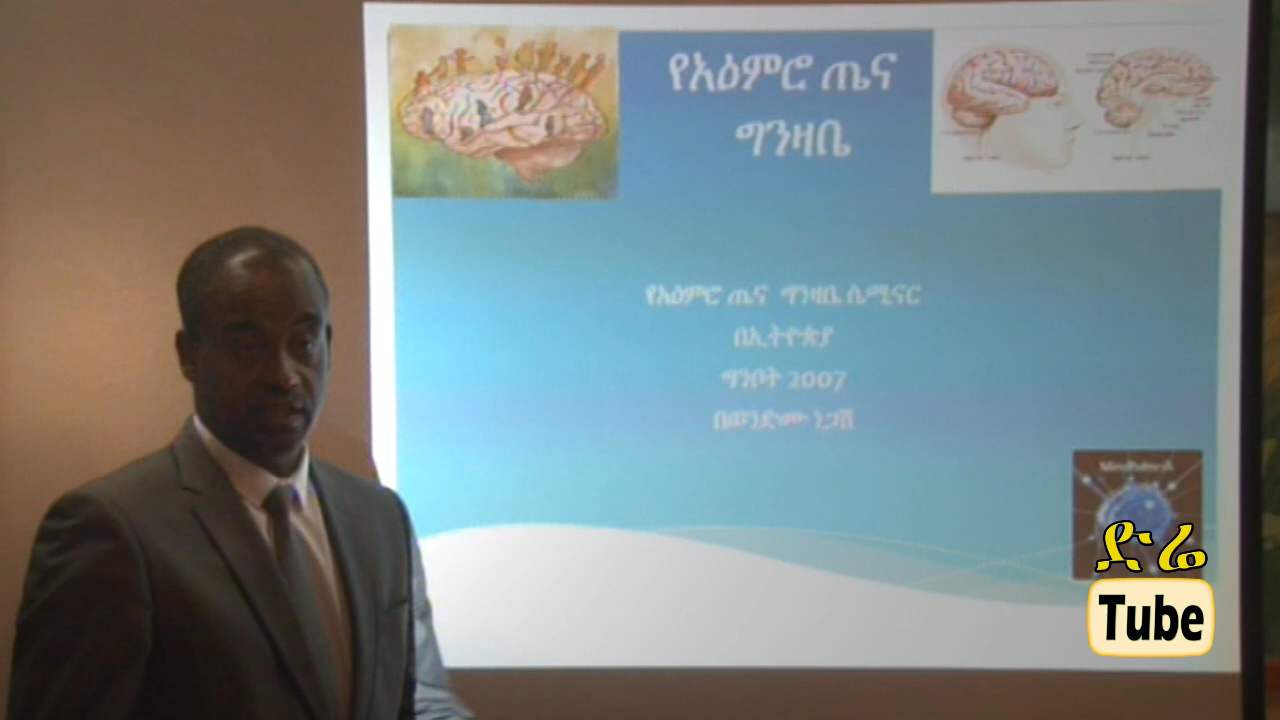 የአዕምሮ ጤና
ግንዛቤ
የአዕምሮ ጤና ግንዛቤ ሴሚናር
በኢትዮጵያ
ግንቦት 2007
በወንድሙ ነጋሽ
ድሬ
Tube